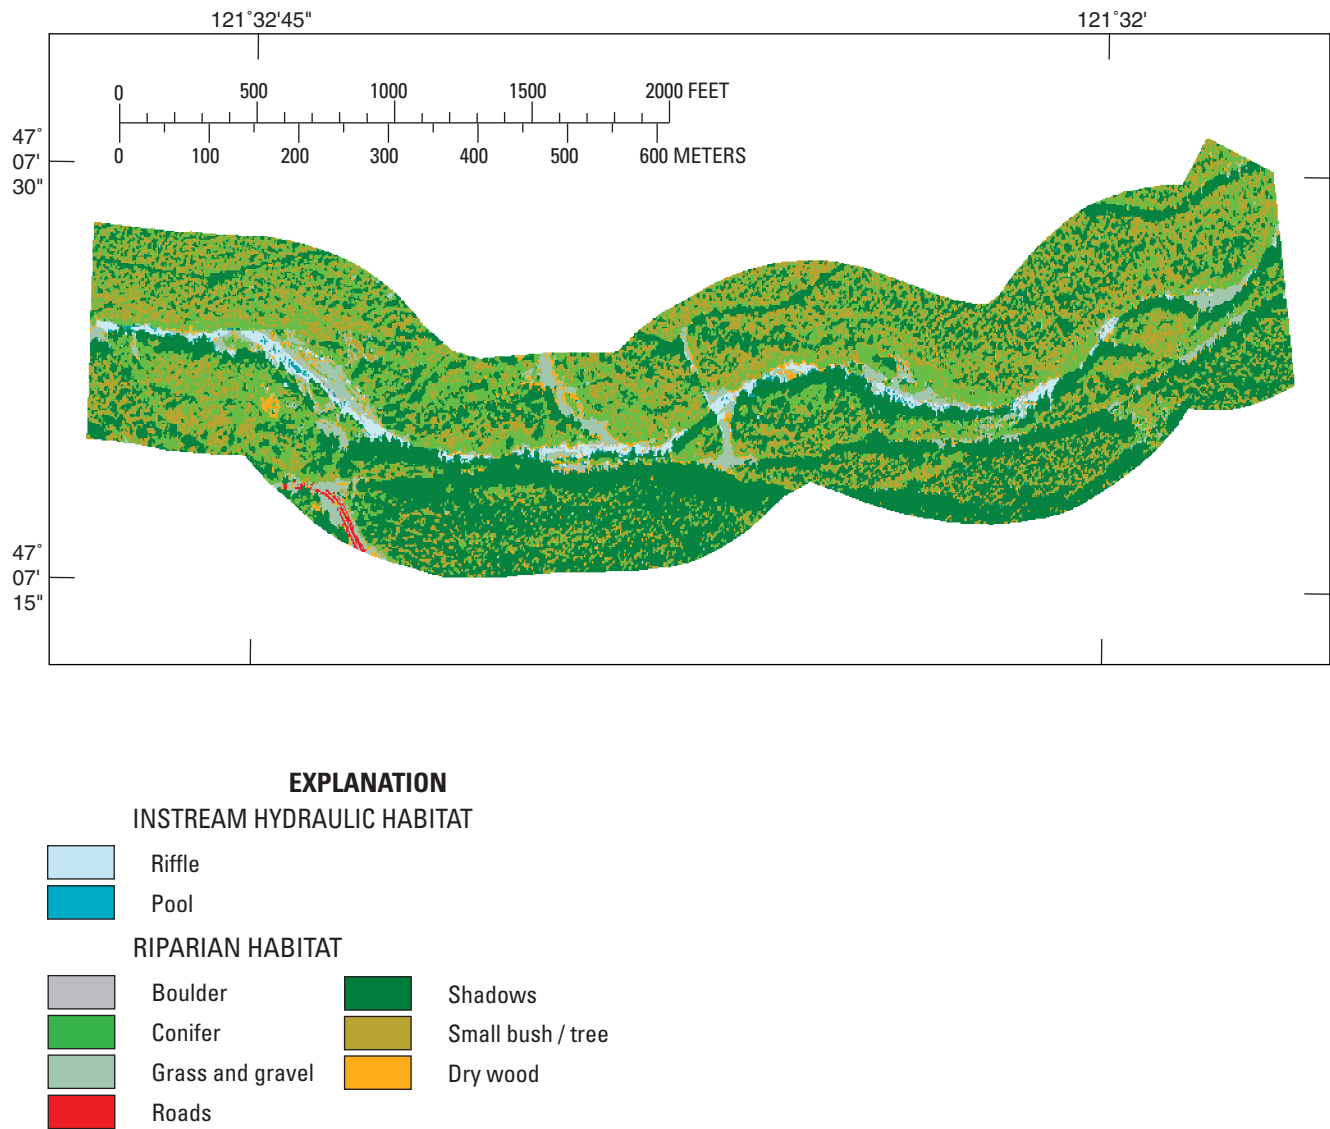 121°32'45" 121°32'
0 500 1000 1500 2000 FEET
0 100 200 300 400 500 600 METERS
47°
07'
30"
47°
07'
15"
EXPLANATION
INSTREAM HYDRAULIC HABITAT
Riffle
Pool
RIPARIAN HABITAT
Boulder
Conifer
Grass and gravel
Roads
Shadows
Small bush / tree
Dry wood